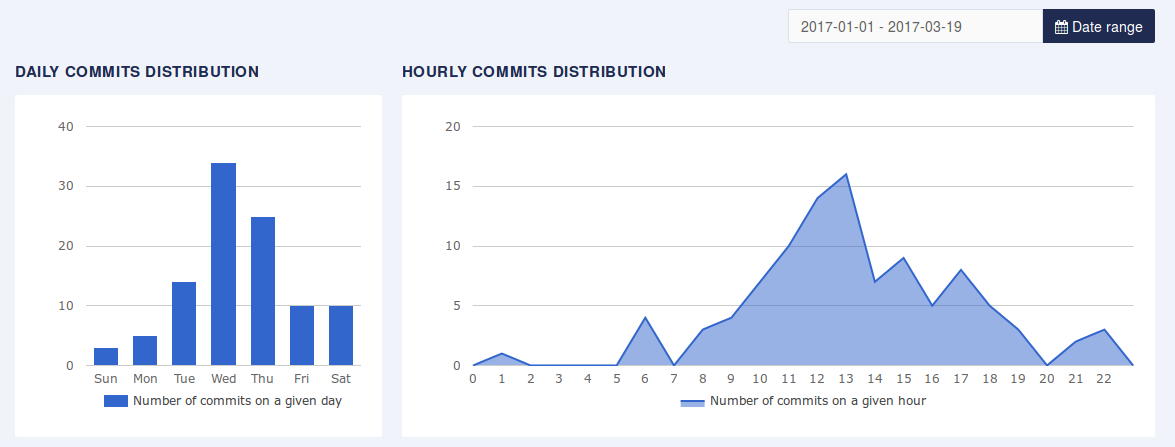 2017-01-01 - 2017-03-19 Date range
DAILY COMMITS DISTRIBUTION
40
30
20
10
0
Sun Mon Tue Wed Thu Fri Sat
Number of commits on a given day
HOURLY COMMITS DISTRIBUTION
20
15
10
5
0
0 1 2 3 4 5 6 7 8 9 10 11 12 13 14 15 16 17 18 19 20 21 22
Number of commits on a given hour